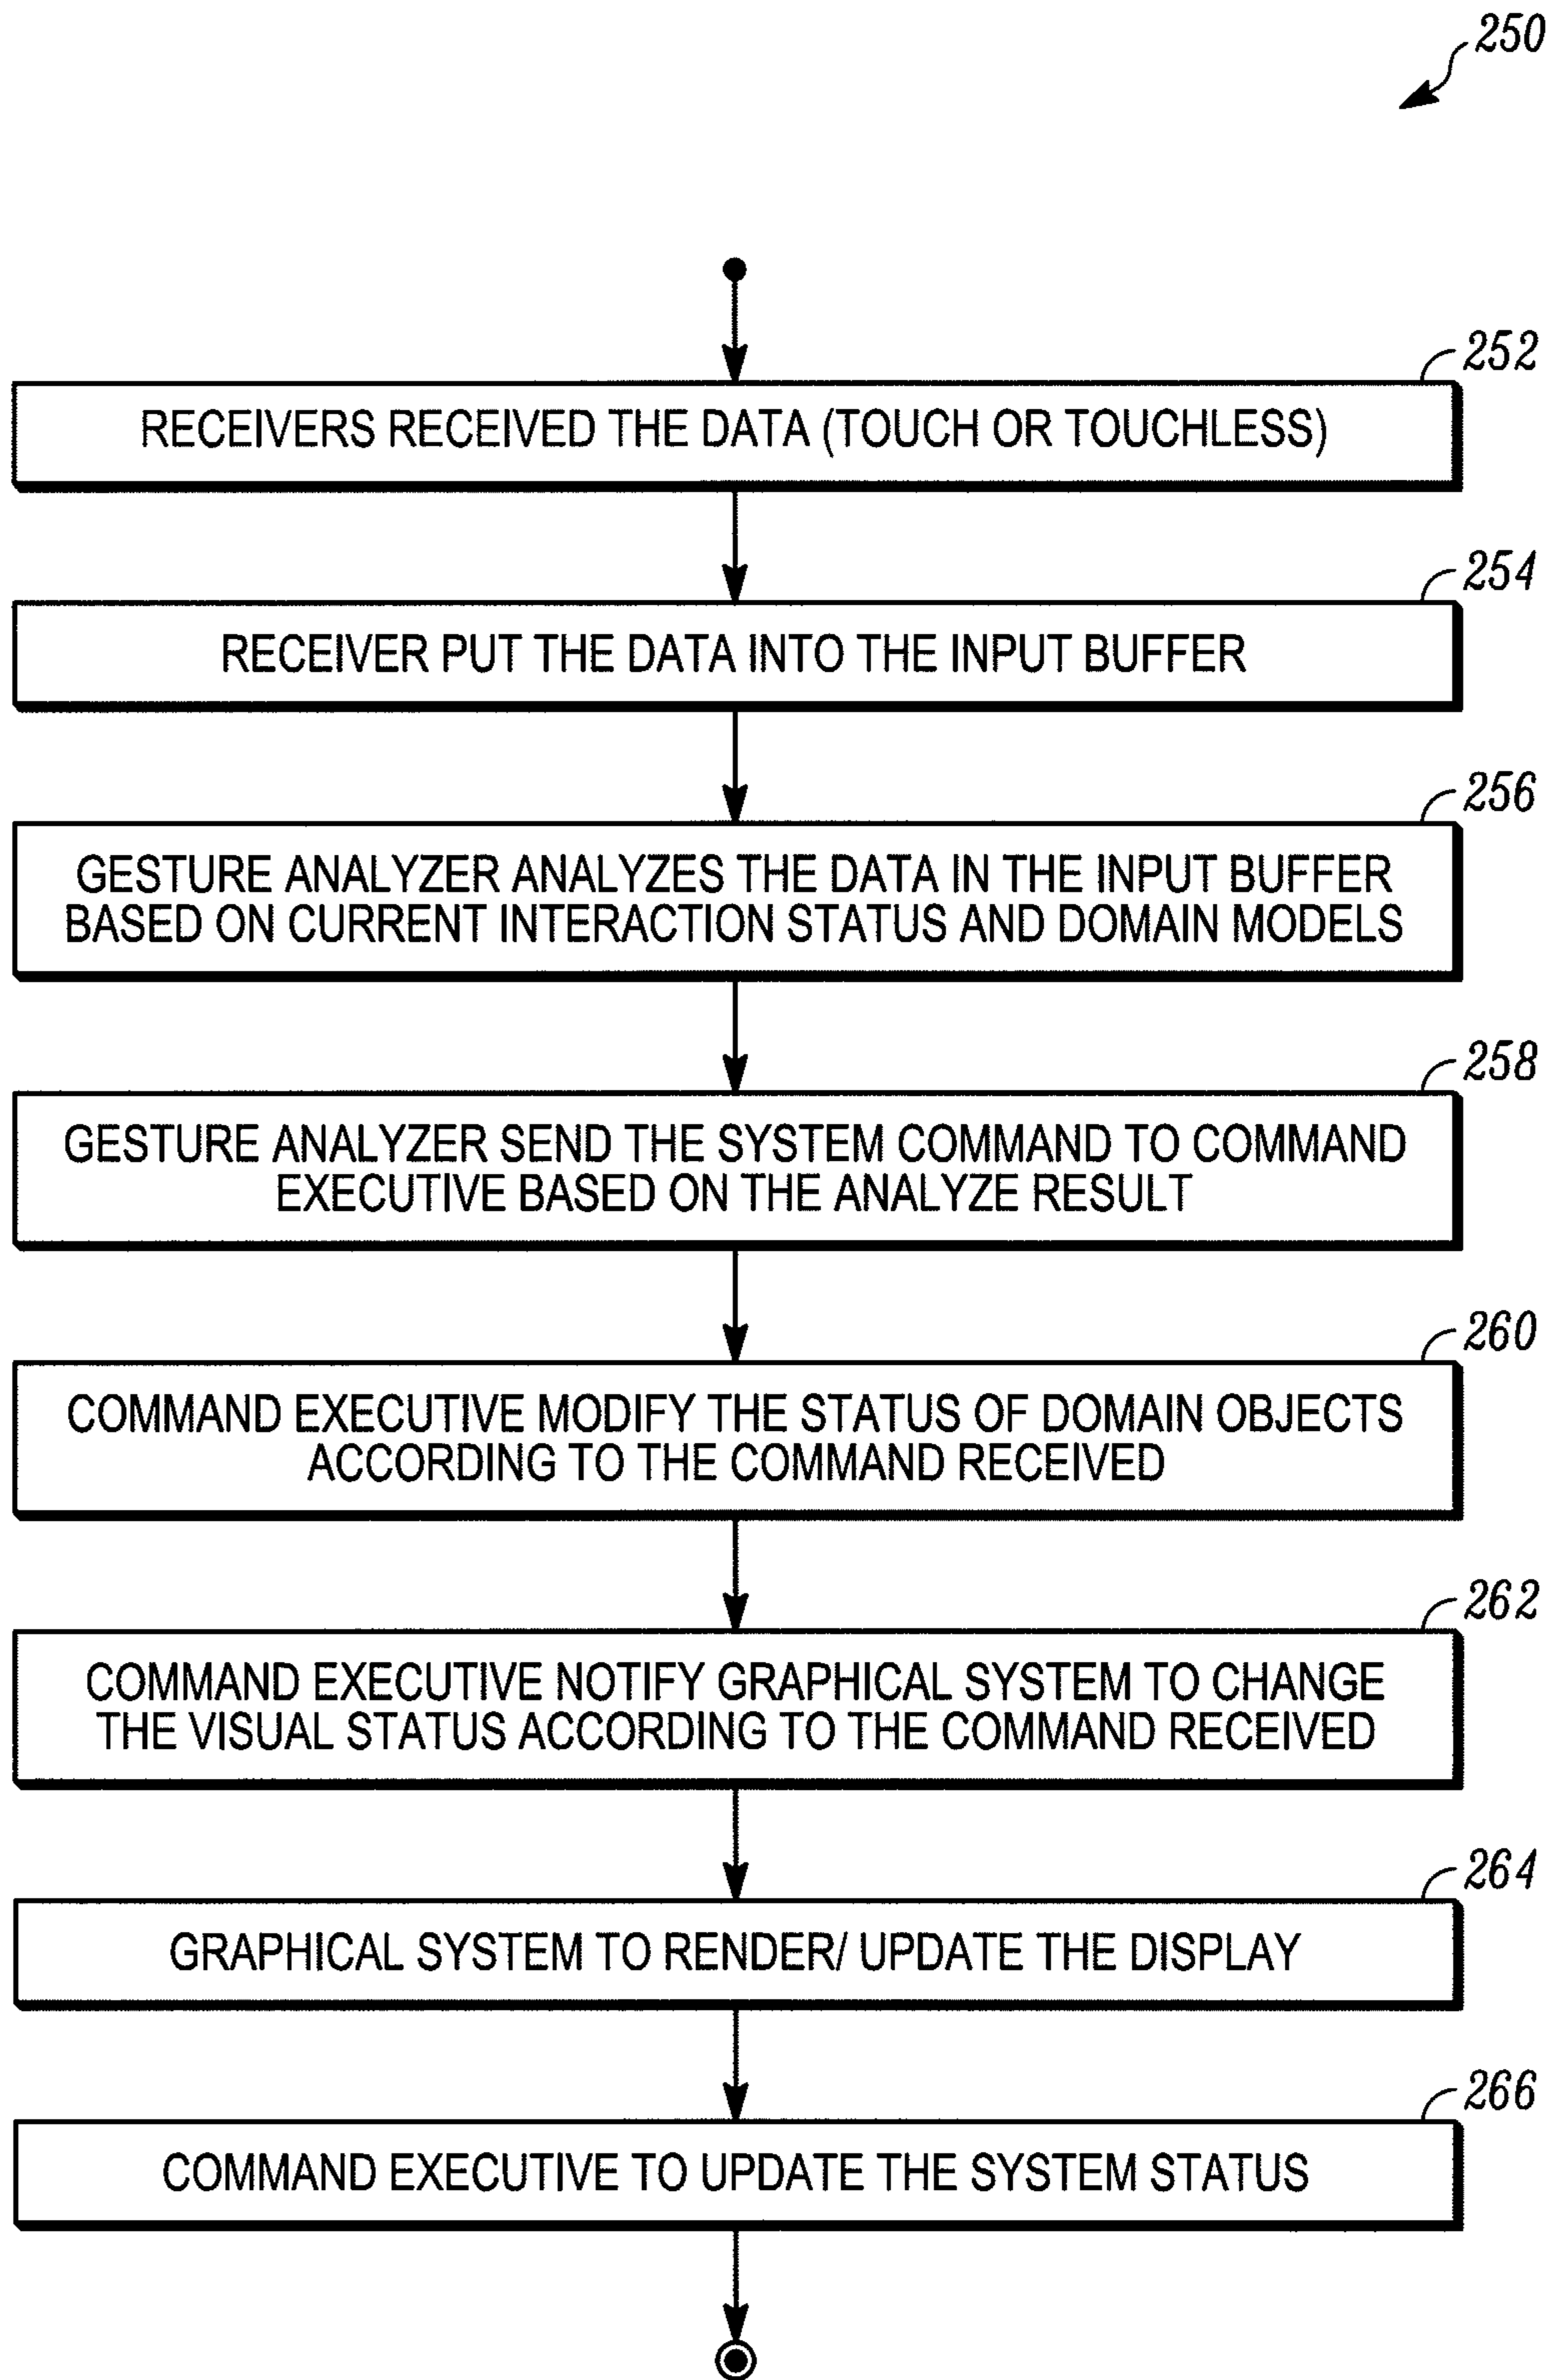 250
252
RECEIVERS RECEIVED THE DATA (TOUCH OR TOUCHLESS)
254
RECEIVER PUT THE DATA INTO THE INPUT BUFFER
256
GESTURE ANALYZER ANALYZES THE DATA IN THE INPUT BUFFER
BASED ON CURRENT INTERACTION STATUS AND DOMAIN MODELS
258
GESTURE ANALYZER SEND THE SYSTEM COMMAND TO COMMAND
EXECUTIVE BASED ON THE ANALYZE RESULT
260
COMMAND EXECUTIVE MODIFY THE STATUS OF DOMAIN OBJECTS
ACCORDING TO THE COMMAND RECEIVED
262
COMMAND EXECUTIVE NOTIFY GRAPHICAL SYSTEM TO CHANGE
THE VISUAL STATUS ACCORDING TO THE COMMAND RECEIVED
264
GRAPHICAL SYSTEM TO RENDER/ UPDATE THE DISPLAY
266
COMMAND EXECUTIVE TO UPDATE THE SYSTEM STATUS